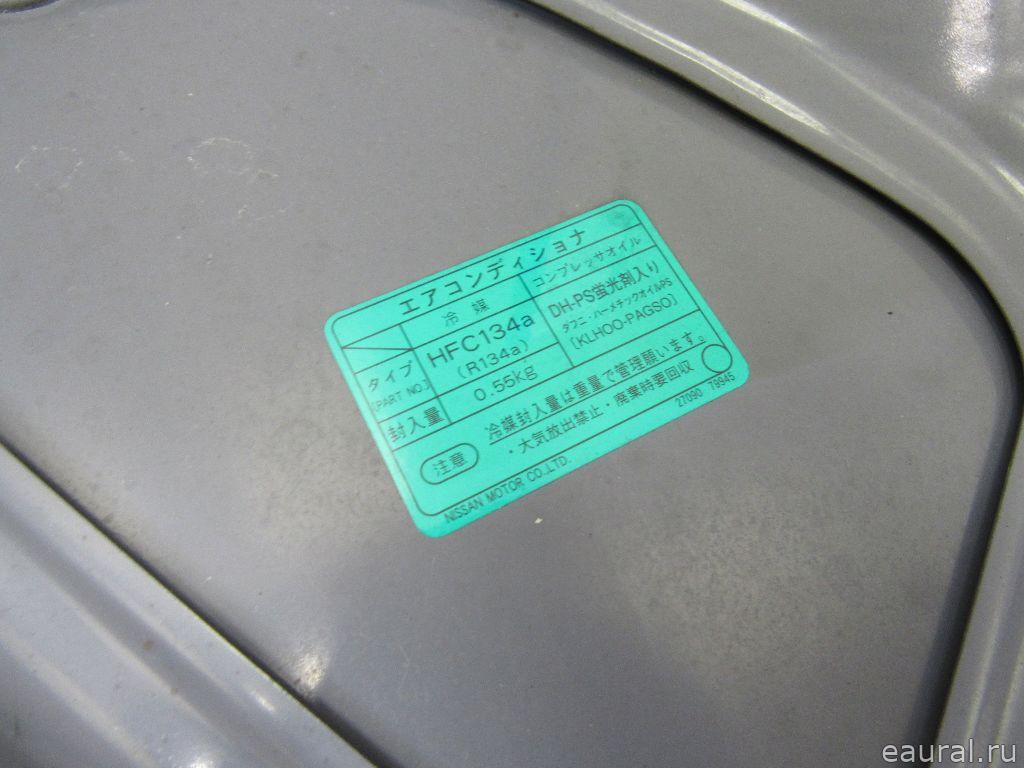 エアコンディショナ
冷媒 コンプレッサオイル
タイプ HFC134a DH-PS蛍光剤入り
(R134a) ダフニ・ハーメチックオイルPS
[PART NO.] [KLH00-PAGS0]
封入量 0.55kg
注意 冷媒封入量は重量で管理願います。
・大気放出禁止・廃棄時要回収
NISSAN MOTOR CO.,LTD. 27090 79945
eaural.ru